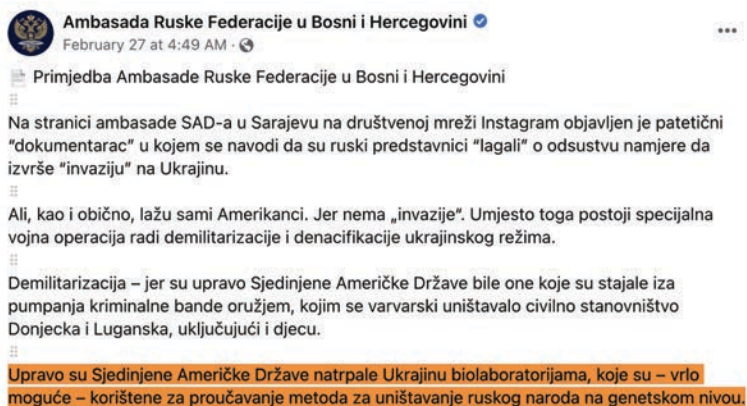 Ambasada Ruske Federacije u Bosni i Hercegovini
February 27 at 4:49 AM ·
Primjedba Ambasade Ruske Federacije u Bosni i Hercegovini
Na stranici ambasade SAD-a u Sarajevu na društvenoj mreži Instagram objavljen je patetični
"dokumentarac" u kojem se navodi da su ruski predstavnici "lagali" o odsustvu namjere da
izvrše "invaziju" na Ukrajinu.
Ali, kao i obično, lažu sami Amerikanci. Jer nema „invazije“. Umjesto toga postoji specijalna
vojna operacija radi demilitarizacije i denacifikacije ukrajinskog režima.
Demilitarizacija – jer su upravo Sjedinjene Američke Države bile one koje su stajale iza
pumpanja kriminalne bande oružjem, kojim se varvarski uništavalo civilno stanovništvo
Donjecka i Luganska, uključujući i djecu.
Upravo su Sjedinjene Američke Države natrpale Ukrajinu biolaboratorijama, koje su – vrlo
moguće – korištene za proučavanje metoda za uništavanje ruskog naroda na genetskom nivou.